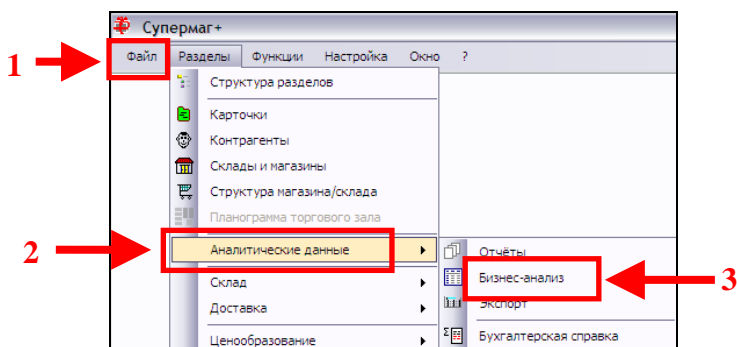 Супермаг+
Файл Разделы Функции Настройка Окно ?
1
Структура разделов
Карточки
Контрагенты
Склады и магазины
Структура магазина/склада
Планограмма торгового зала
2 Аналитические данные Отчёты
Склад Бизнес-анализ 3
Доставка Экспорт
Ценообразование Бухгалтерская справка